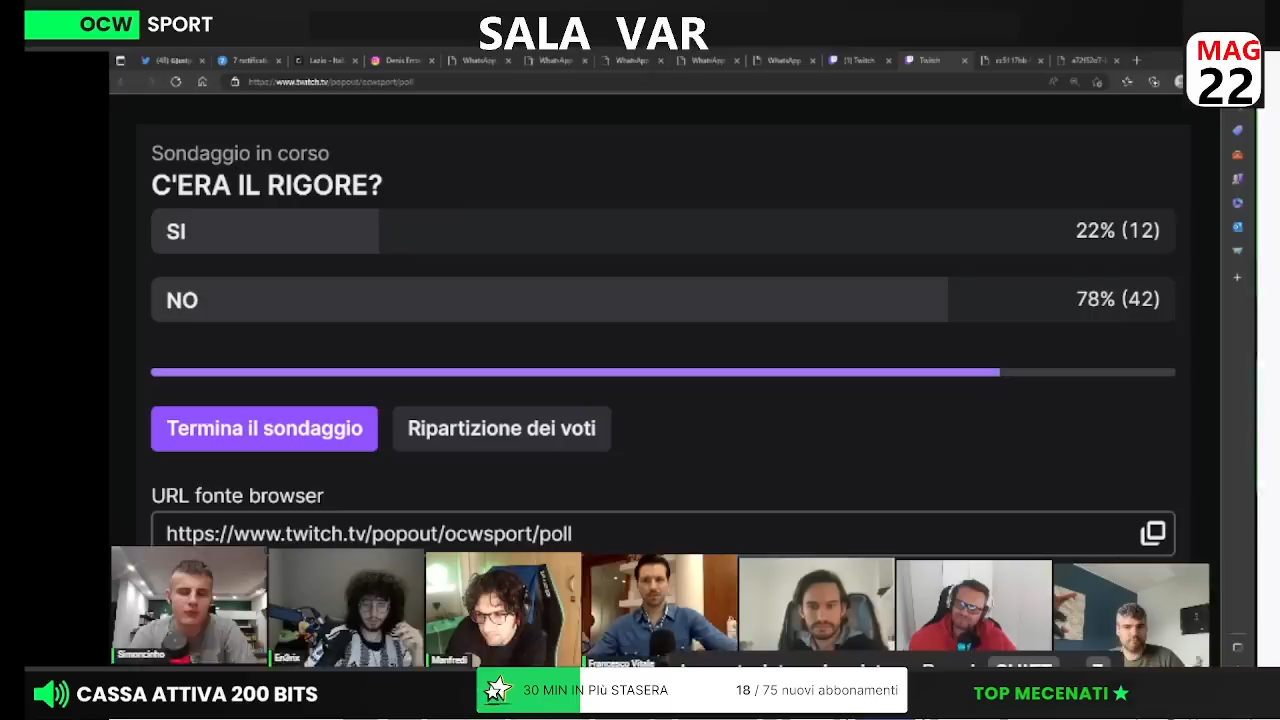 OCW SPORT
SALA VAR
MAG
22
https://www.twitch.tv/popout/ocwsport/poll
Sondaggio in corso
C'ERA IL RIGORE?
SI 22% (12)
NO 78% (42)
Termina il sondaggio Ripartizione dei voti
URL fonte browser
https://www.twitch.tv/popout/ocwsport/poll
Simoncinho
En3rix
Manfredi
Francesco Vitale
CASSA ATTIVA 200 BITS
30 MIN IN PIù STASERA 18 / 75 nuovi abbonamenti
TOP MECENATI